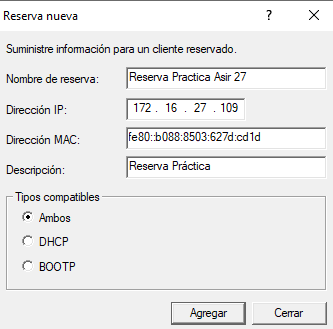 Reserva nueva
Suministre información para un cliente reservado.
Nombre de reserva: Reserva Practica Asir 27
Dirección IP: 172 . 16 . 27 . 109
Dirección MAC: fe80::b088:8503:627d:cd1d
Descripción: Reserva Práctica
Tipos compatibles
Ambos
DHCP
BOOTP
Agregar Cerrar